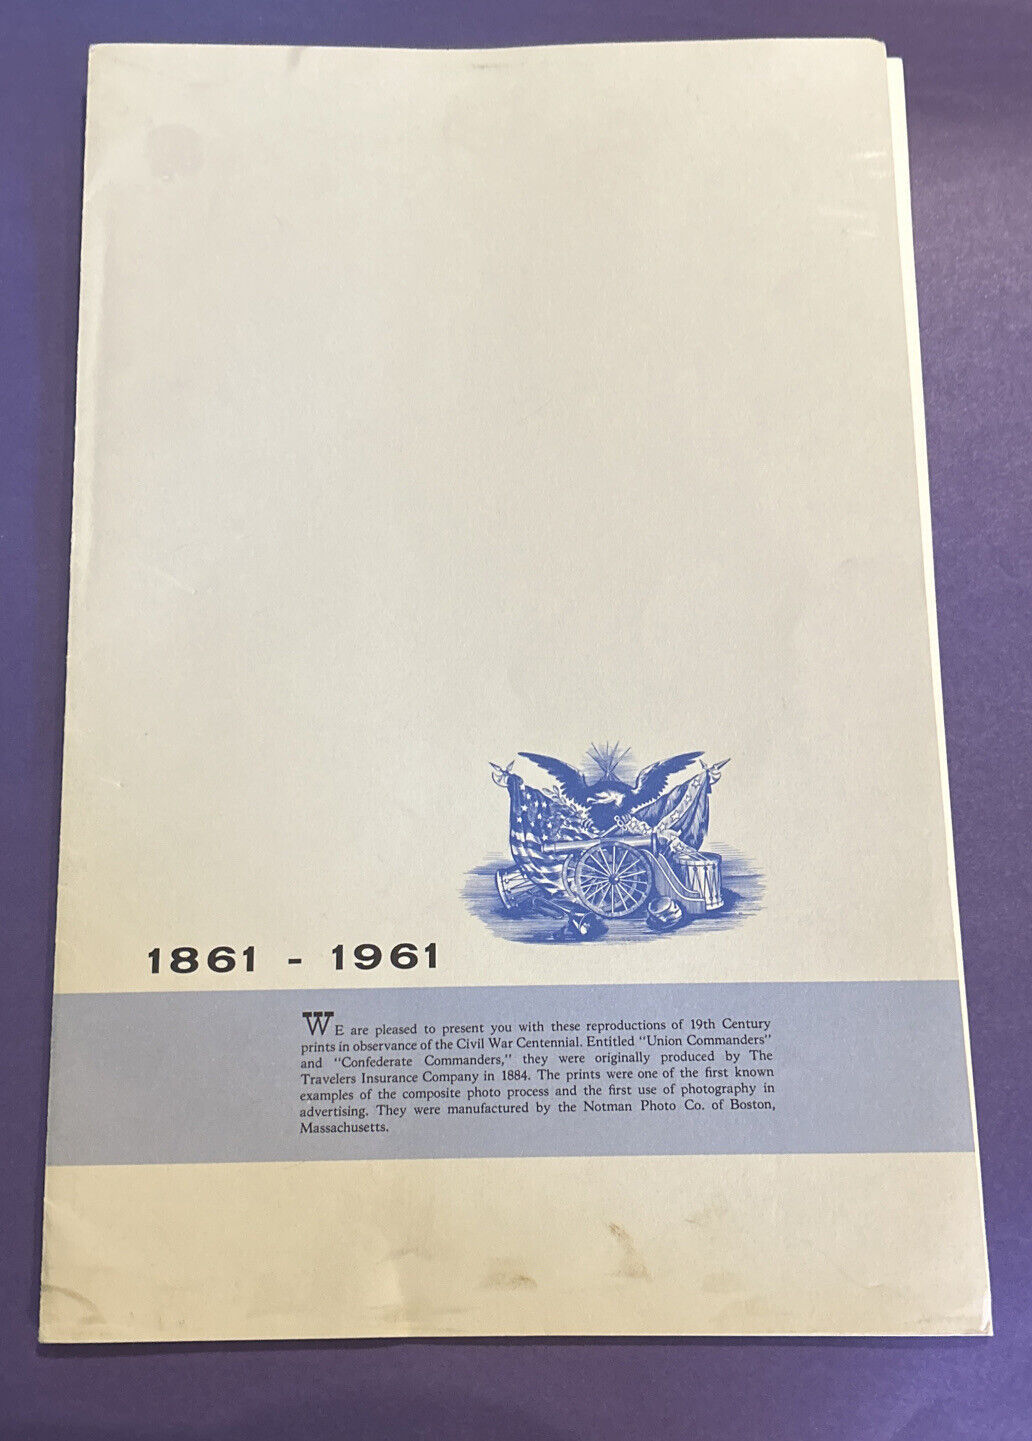 1861 - 1961
WE are pleased to present you with these reproductions of 19th Century
prints in observance of the Civil War Centennial. Entitled "Union Commanders"
and "Confederate Commanders," they were originally produced by The
Travelers Insurance Company in 1884. The prints were one of the first known
examples of the composite photo process and the first use of photography in
advertising. They were manufactured by the Notman Photo Co. of Boston,
Massachusetts.